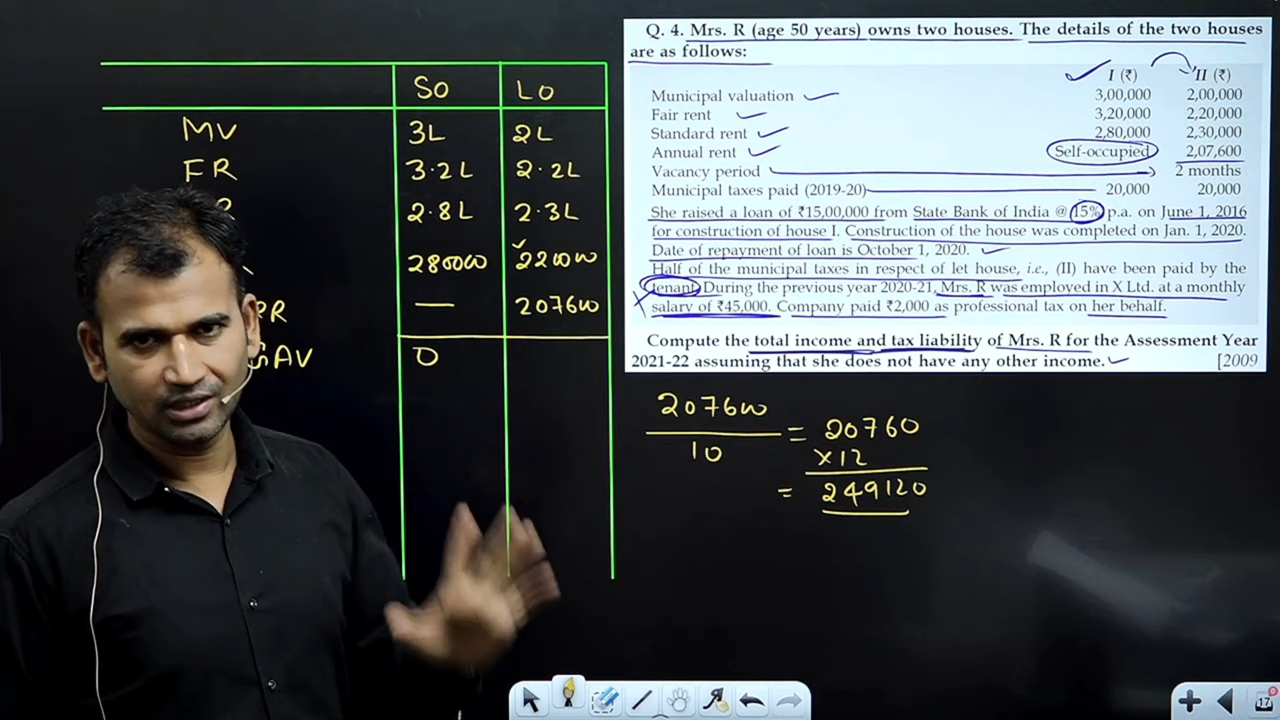 SO LO
MV 3L 2L
FR 3.2L 2.2L
2.8L 2.3L
280000 220000
— 207600
GAV 0
Q. 4. Mrs. R (age 50 years) owns two houses. The details of the two houses
are as follows:
I (₹) II (₹)
Municipal valuation 3,00,000 2,00,000
Fair rent 3,20,000 2,20,000
Standard rent 2,80,000 2,30,000
Annual rent Self-occupied 2,07,600
Vacancy period 2 months
Municipal taxes paid (2019-20) 20,000 20,000
She raised a loan of ₹15,00,000 from State Bank of India @ 15% p.a. on June 1, 2016
for construction of house I. Construction of the house was completed on Jan. 1, 2020.
Date of repayment of loan is October 1, 2020.
Half of the municipal taxes in respect of let house, i.e., (II) have been paid by the
tenant. During the previous year 2020-21, Mrs. R was employed in X Ltd. at a monthly
salary of ₹45,000. Company paid ₹2,000 as professional tax on her behalf.
Compute the total income and tax liability of Mrs. R for the Assessment Year
2021-22 assuming that she does not have any other income. [2009
207600
10
= 20760
×12
= 249120
17